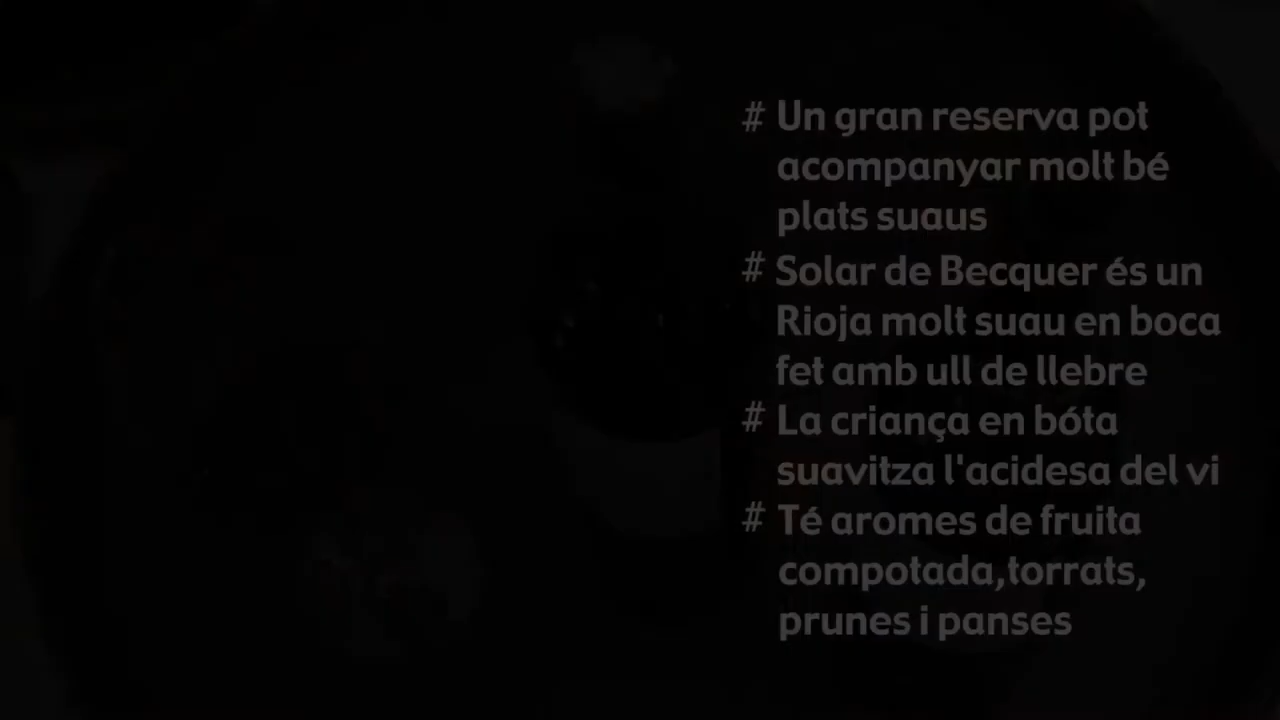 # Un gran reserva pot
acompanyar molt bé
plats suaus
# Solar de Becquer és un
Rioja molt suau en boca
fet amb ull de llebre
# La criança en bóta
suavitza l'acidesa del vi
# Té aromes de fruita
compotada,torrats,
prunes i panses